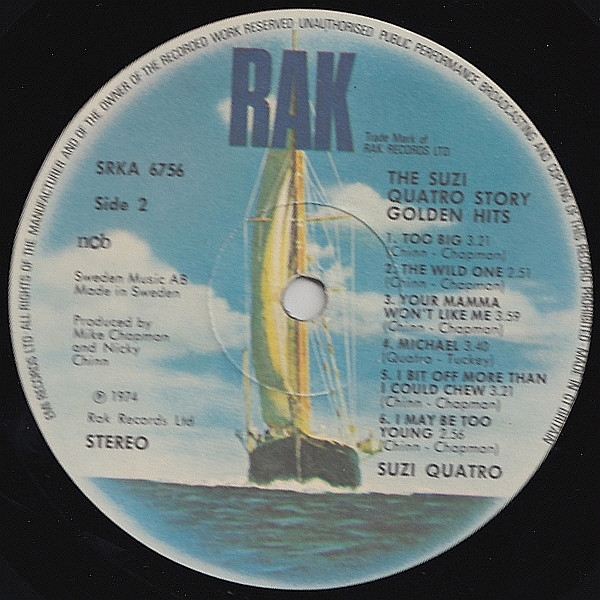 EMI RECORDS LTD ALL RIGHTS OF THE MANUFACTURER AND OF THE OWNER OF THE RECORDED WORK RESERVED UNAUTHORISED PUBLIC PERFORMANCE BROADCASTING AND COPYING OF THIS RECORD PROHIBITED MADE IN GT BRITAIN
RAK
Trade Mark of
RAK RECORDS LTD
SRKA 6756
Side 2
ncb
Sweden Music AB
Made in Sweden
Produced by
Mike Chapman
and Nicky
Chinn
℗ 1974
Rak Records Ltd
STEREO
THE SUZI
QUATRO STORY
GOLDEN HITS
1. TOO BIG 3.21
(Chinn - Chapman)
2. THE WILD ONE 2.51
(Chinn - Chapman)
3. YOUR MAMMA
WON'T LIKE ME 3.59
(Chinn - Chapman)
4. MICHAEL 3.40
(Quatro - Tuckey)
5. I BIT OFF MORE THAN
I COULD CHEW 3.21
(Chinn - Chapman)
6. I MAY BE TOO
YOUNG 2.56
(Chinn - Chapman)
SUZI QUATRO